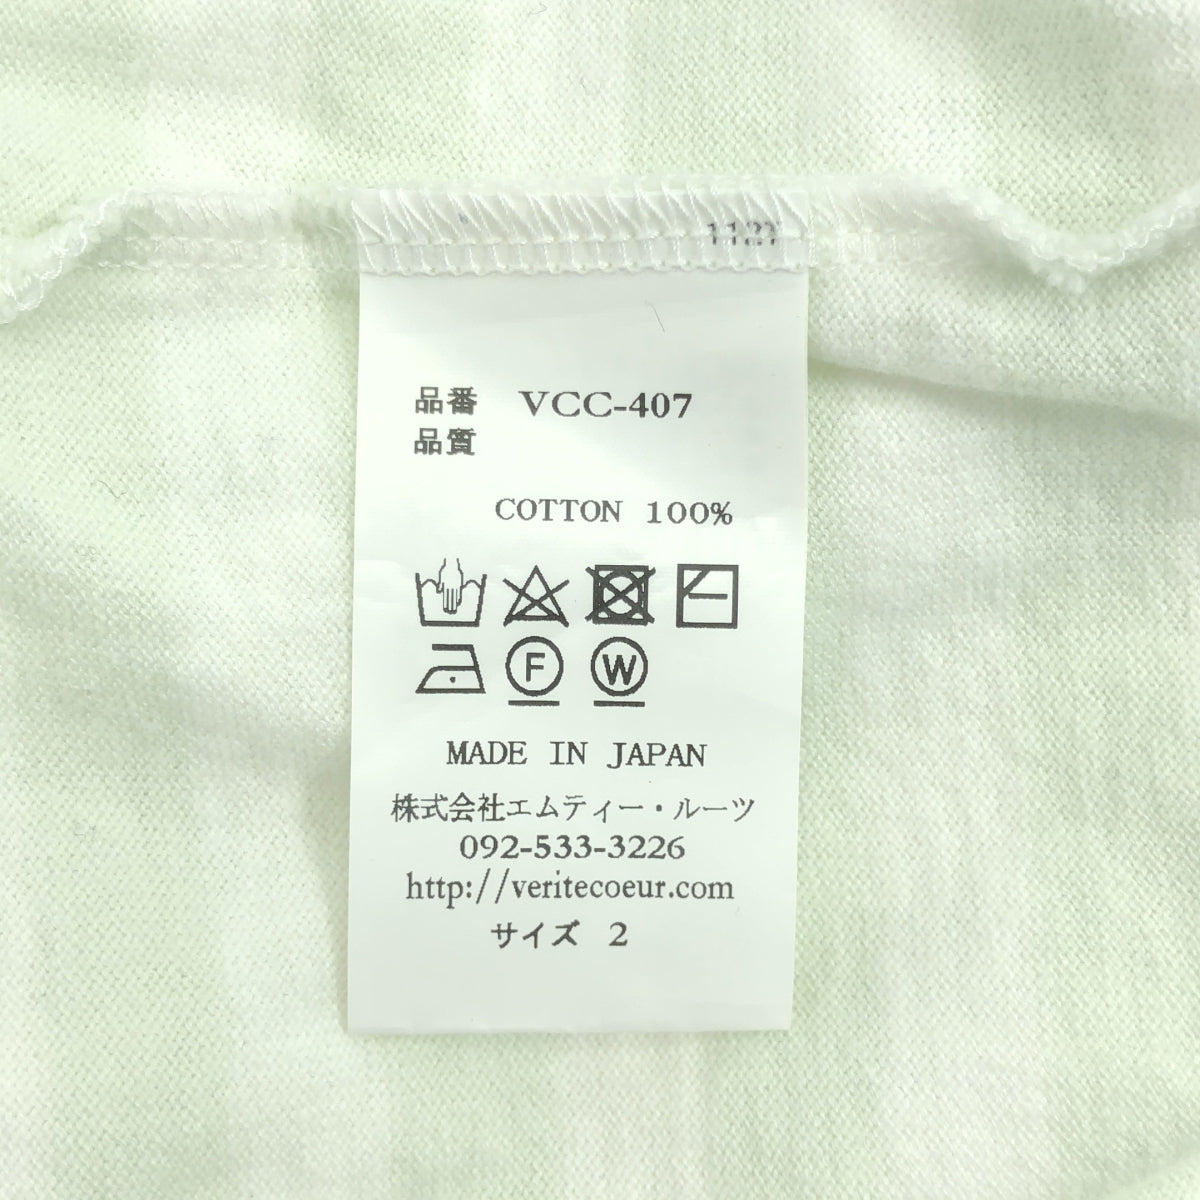 品番 VCC-407
品質
COTTON 100%
F W
MADE IN JAPAN
株式会社エムティー・ルーツ
092-533-3226
http://veritecoeur.com
サイズ 2